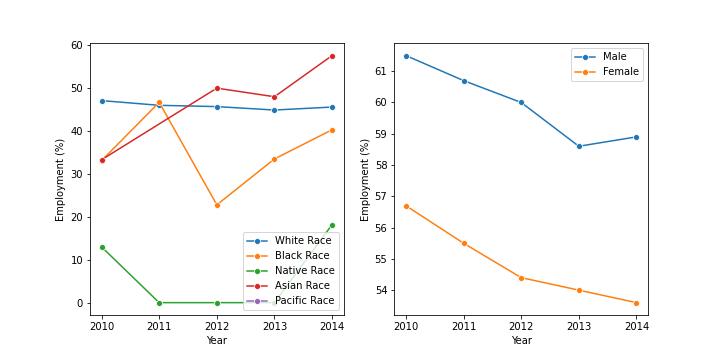 60
50
40
30
20
10
0
Employment (%)
2010 2011 2012 2013 2014
Year
White Race
Black Race
Native Race
Asian Race
Pacific Race
61
60
59
58
57
56
55
54
Employment (%)
2010 2011 2012 2013 2014
Year
Male
Female